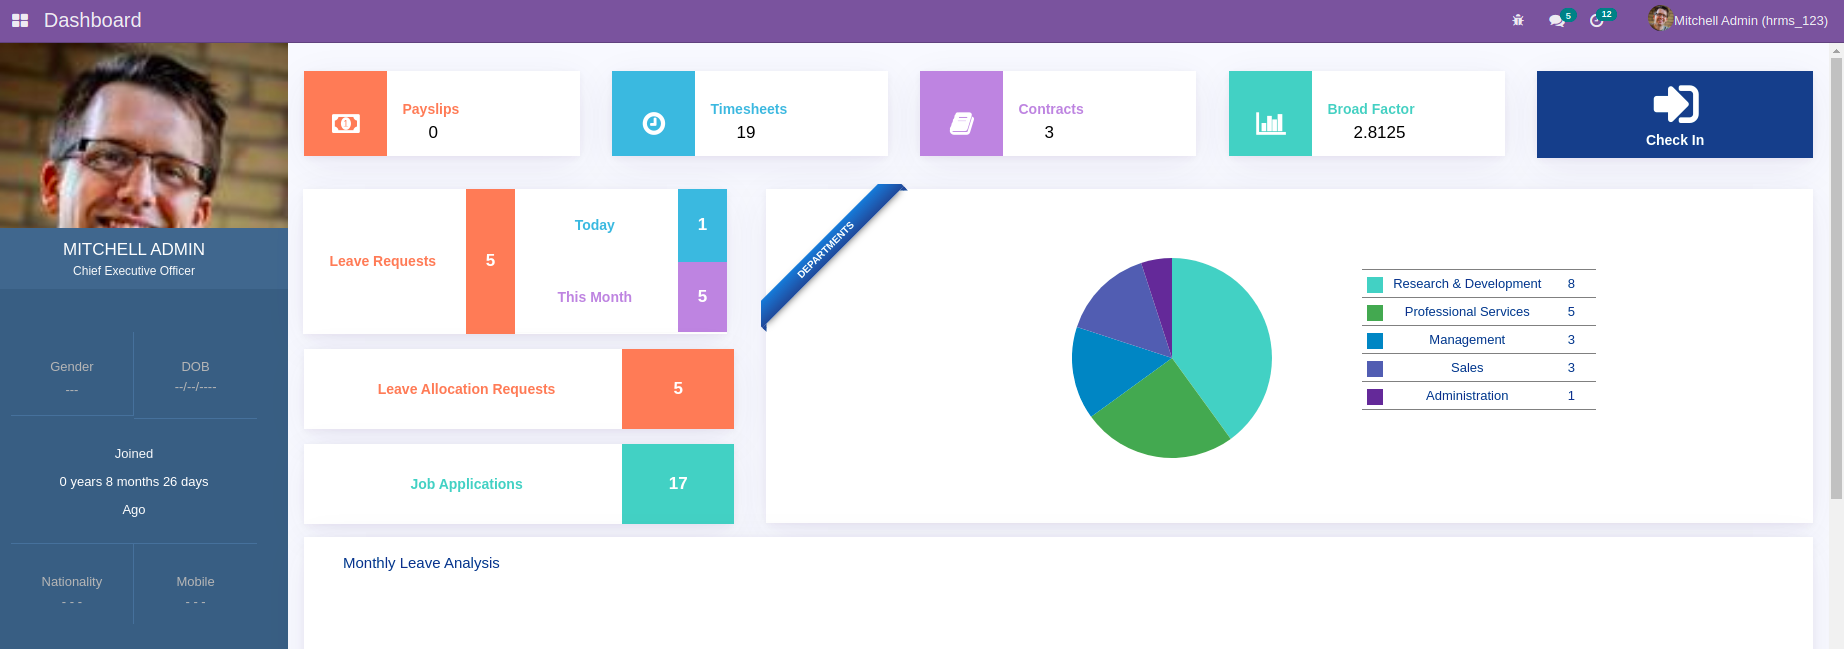 Dashboard
5
12
Mitchell Admin (hrms_123)
MITCHELL ADMIN
Chief Executive Officer
Gender
---
DOB
--/--/----
Joined
0 years 8 months 26 days
Ago
Nationality
- - -
Mobile
- - -
Payslips
0
Timesheets
19
Contracts
3
Broad Factor
2.8125
Check In
Leave Requests
5
Today
1
This Month
5
Leave Allocation Requests
5
Job Applications
17
DEPARTMENTS
Research & Development 8
Professional Services 5
Management 3
Sales 3
Administration 1
Monthly Leave Analysis